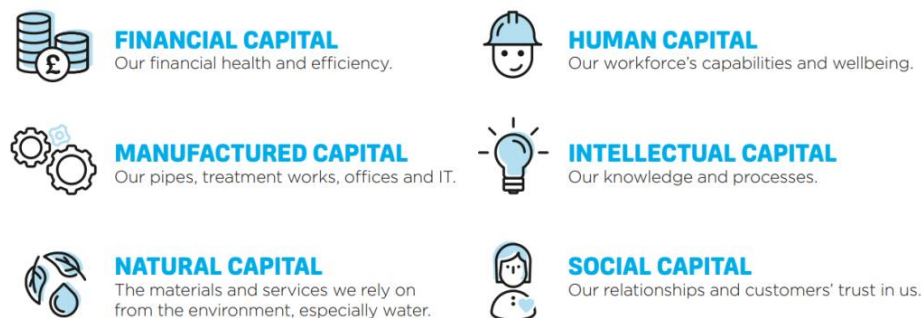 £
FINANCIAL CAPITAL
Our financial health and efficiency.
HUMAN CAPITAL
Our workforce's capabilities and wellbeing.
MANUFACTURED CAPITAL
Our pipes, treatment works, offices and IT.
INTELLECTUAL CAPITAL
Our knowledge and processes.
NATURAL CAPITAL
The materials and services we rely on
from the environment, especially water.
SOCIAL CAPITAL
Our relationships and customers' trust in us.